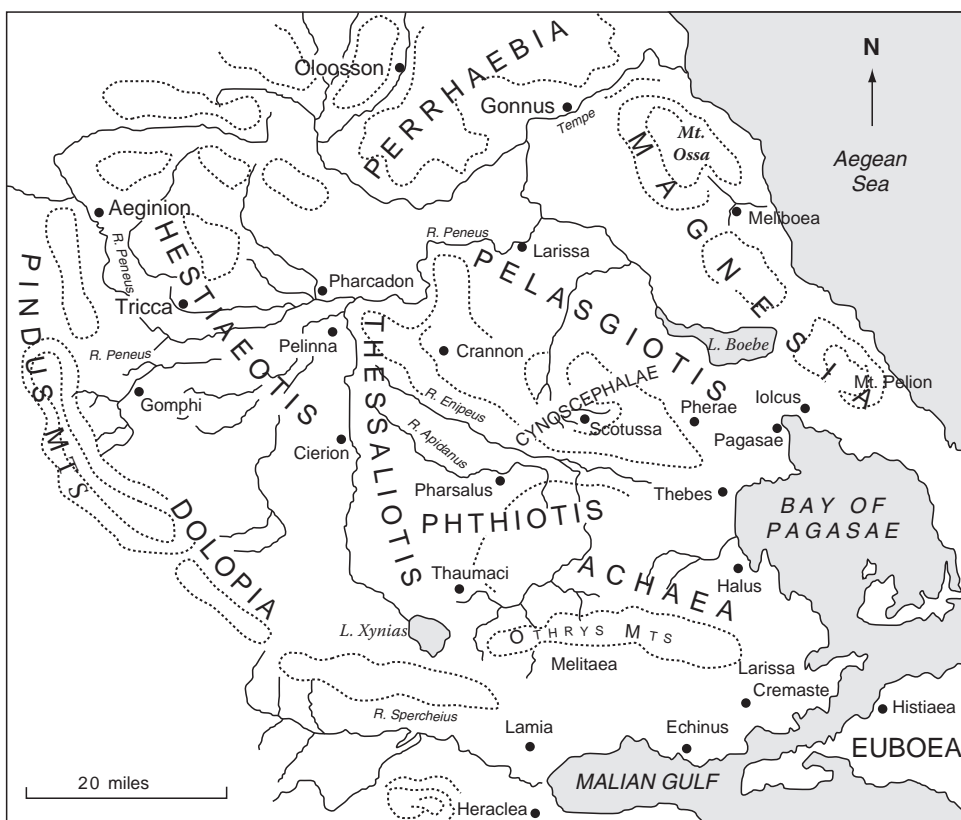 PERRHAEBIA
N
Oloosson
Gonnus
Tempe
Mt.
Ossa
MAGNESIA
Aegean
Sea
Aeginion
Meliboea
HESTIAEOTIS
R. Peneus
R. Peneus
Larissa
PELASGIOTIS
PINDUS MTS
Pharcadon
Tricca
THESSALIOTIS
Pelinna
Crannon
L. Boebe
R. Peneus
Mt. Pelion
Gomphi
R. Enipeus
CYNOSCEPHALAE
Iolcus
Pherae
Scotussa
Pagasae
Cierion
R. Apidanus
Pharsalus
Thebes
DOLOPIA
PHTHIOTIS
BAY OF
PAGASAE
ACHAEA
Thaumaci
Halus
L. Xynias
OTHRYS MTS
Melitaea
Larissa
Cremaste
R. Spercheius
Lamia
Echinus
Histiaea
EUBOEA
20 miles
MALIAN GULF
Heraclea